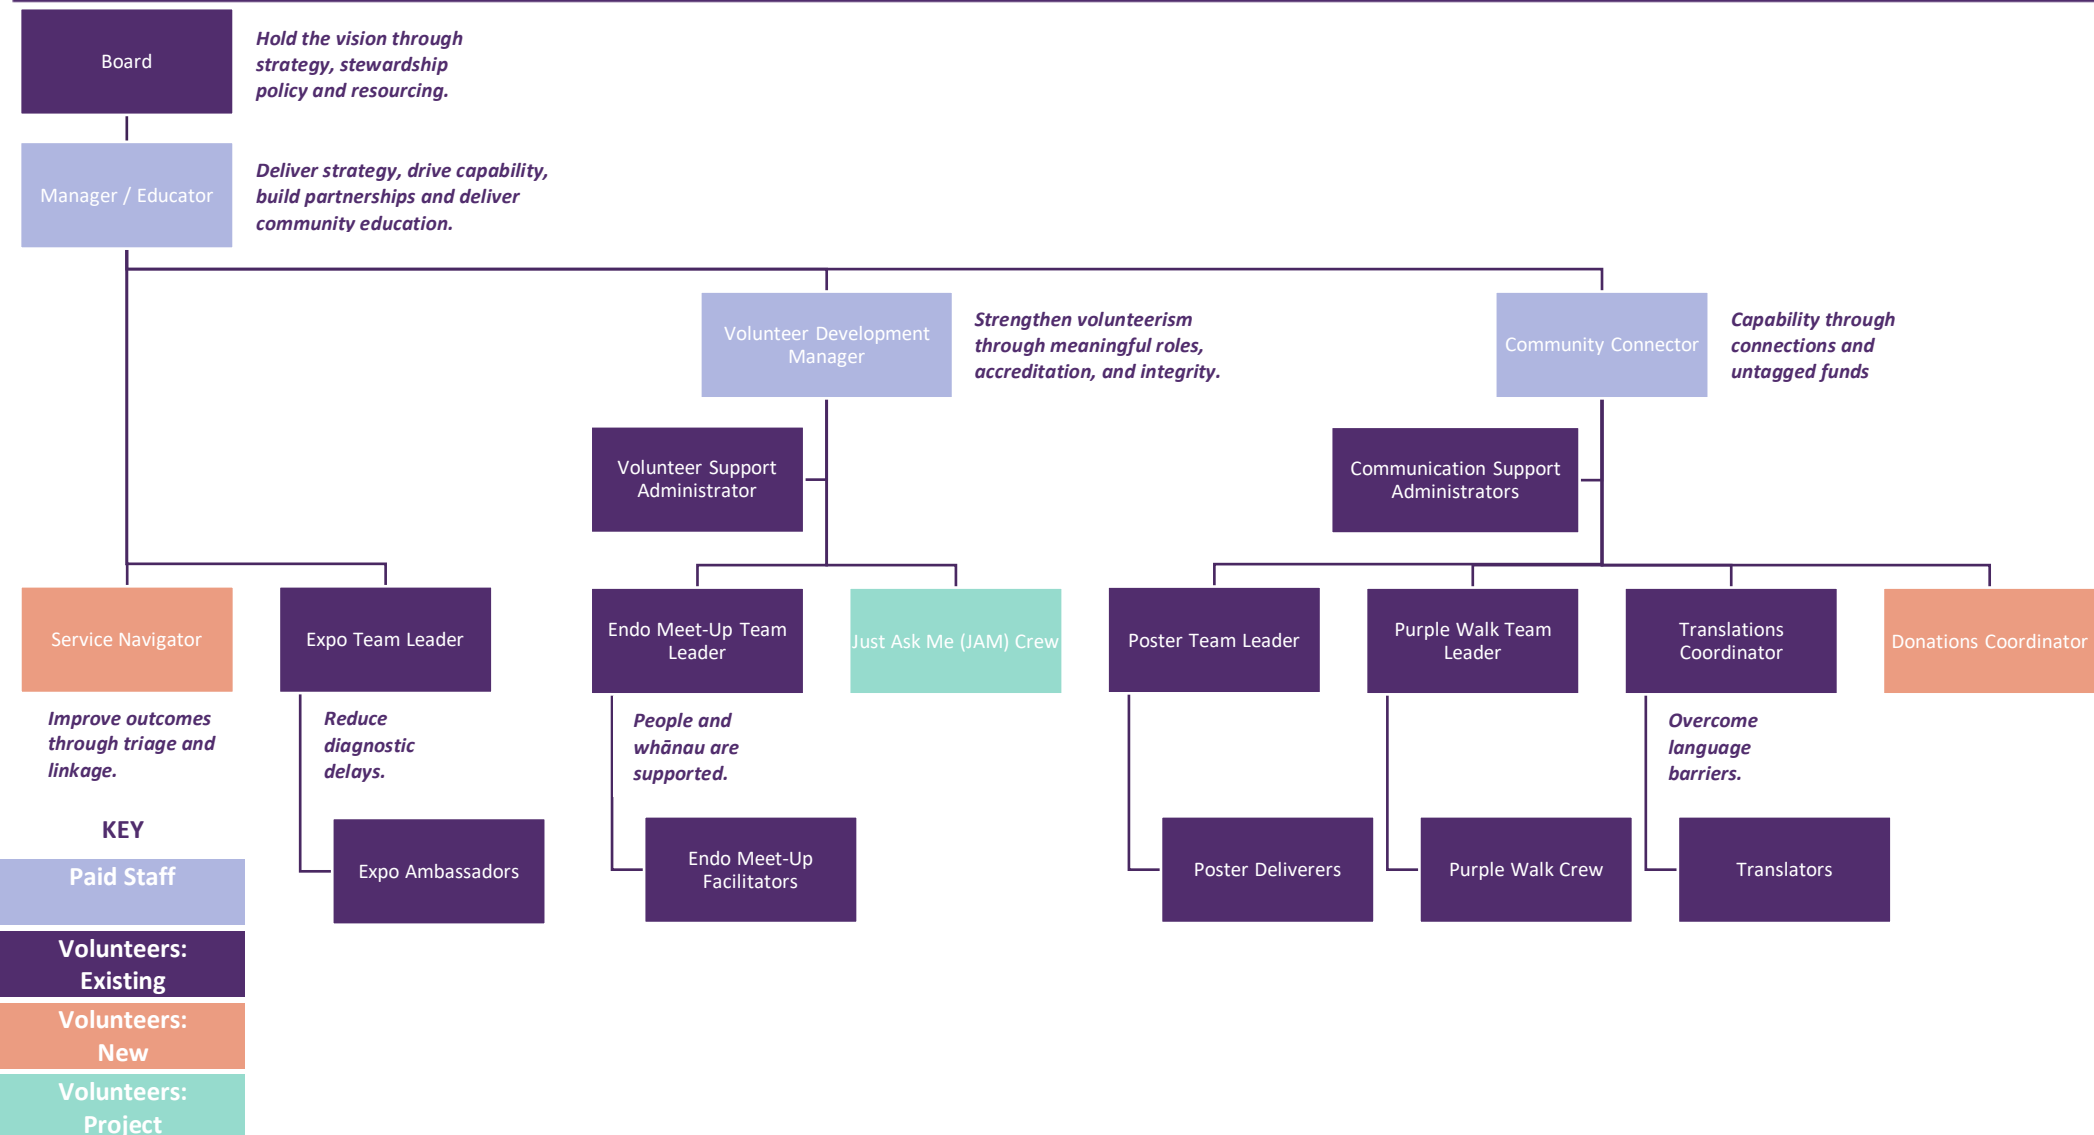 Board
Hold the vision through
strategy, stewardship
policy and resourcing.
Manager / Educator
Deliver strategy, drive capability,
build partnerships and deliver
community education.
Volunteer Development
Manager
Strengthen volunteerism
through meaningful roles,
accreditation, and integrity.
Community Connector
Capability through
connections and
untagged funds
Volunteer Support
Administrator
Communication Support
Administrators
Service Navigator
Improve outcomes
through triage and
linkage.
Expo Team Leader
Reduce
diagnostic
delays.
Endo Meet-Up Team
Leader
People and
whānau are
supported.
Just Ask Me (JAM) Crew
Poster Team Leader
Purple Walk Team
Leader
Translations
Coordinator
Overcome
language
barriers.
Donations Coordinator
Expo Ambassadors
Endo Meet-Up
Facilitators
Poster Deliverers
Purple Walk Crew
Translators
KEY
Paid Staff
Volunteers:
Existing
Volunteers:
New
Volunteers:
Project